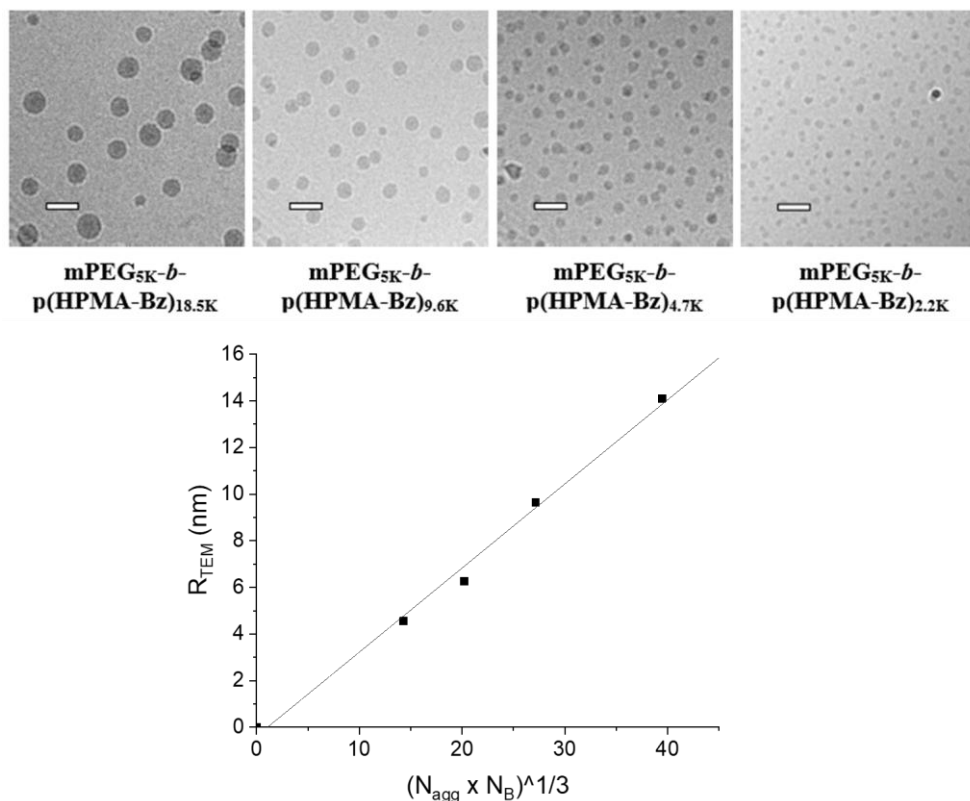 mPEG5K-b-
p(HPMA-Bz)18.5K
mPEG5K-b-
p(HPMA-Bz)9.6K
mPEG5K-b-
p(HPMA-Bz)4.7K
mPEG5K-b-
p(HPMA-Bz)2.2K
16
14
12
10
8
6
4
2
0
RTEM (nm)
0 10 20 30 40
(Nagg x NB)^1/3